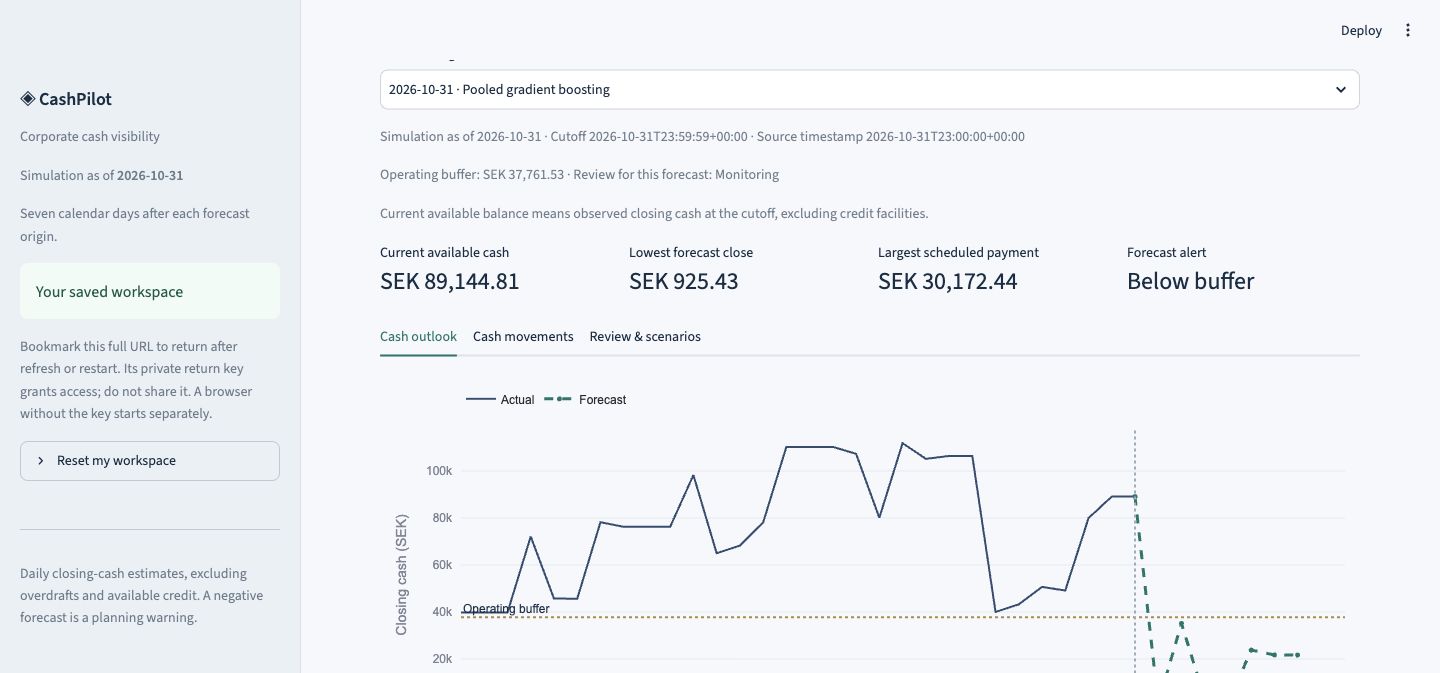 Deploy
◈ CashPilot
Corporate cash visibility
Simulation as of 2026-10-31
Seven calendar days after each forecast
origin.
Your saved workspace
Bookmark this full URL to return after
refresh or restart. Its private return key
grants access; do not share it. A browser
without the key starts separately.
Reset my workspace
Daily closing-cash estimates, excluding
overdrafts and available credit. A negative
forecast is a planning warning.
2026-10-31 · Pooled gradient boosting
Simulation as of 2026-10-31 · Cutoff 2026-10-31T23:59:59+00:00 · Source timestamp 2026-10-31T23:00:00+00:00
Operating buffer: SEK 37,761.53 · Review for this forecast: Monitoring
Current available balance means observed closing cash at the cutoff, excluding credit facilities.
Current available cash
SEK 89,144.81
Lowest forecast close
SEK 925.43
Largest scheduled payment
SEK 30,172.44
Forecast alert
Below buffer
Cash outlook Cash movements Review & scenarios
Actual Forecast
Closing cash (SEK)
100k
80k
60k
40k
20k
Operating buffer